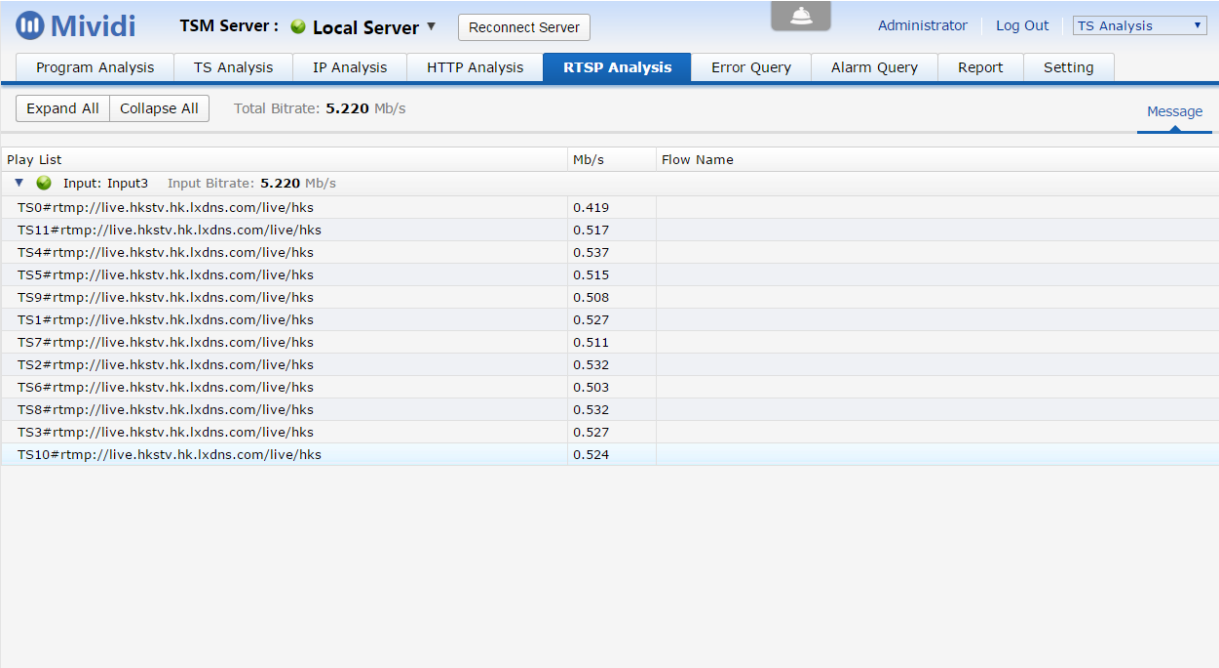 Mividi TSM Server : Local Server ▼ Reconnect Server Administrator Log Out TS Analysis ▼
Program Analysis TS Analysis IP Analysis HTTP Analysis RTSP Analysis Error Query Alarm Query Report Setting
Expand All Collapse All Total Bitrate: 5.220 Mb/s Message
Play List Mb/s Flow Name
▼ Input: Input3 Input Bitrate: 5.220 Mb/s
TS0#rtmp://live.hkstv.hk.lxdns.com/live/hks 0.419
TS11#rtmp://live.hkstv.hk.lxdns.com/live/hks 0.517
TS4#rtmp://live.hkstv.hk.lxdns.com/live/hks 0.537
TS5#rtmp://live.hkstv.hk.lxdns.com/live/hks 0.515
TS9#rtmp://live.hkstv.hk.lxdns.com/live/hks 0.508
TS1#rtmp://live.hkstv.hk.lxdns.com/live/hks 0.527
TS7#rtmp://live.hkstv.hk.lxdns.com/live/hks 0.511
TS2#rtmp://live.hkstv.hk.lxdns.com/live/hks 0.532
TS6#rtmp://live.hkstv.hk.lxdns.com/live/hks 0.503
TS8#rtmp://live.hkstv.hk.lxdns.com/live/hks 0.532
TS3#rtmp://live.hkstv.hk.lxdns.com/live/hks 0.527
TS10#rtmp://live.hkstv.hk.lxdns.com/live/hks 0.524